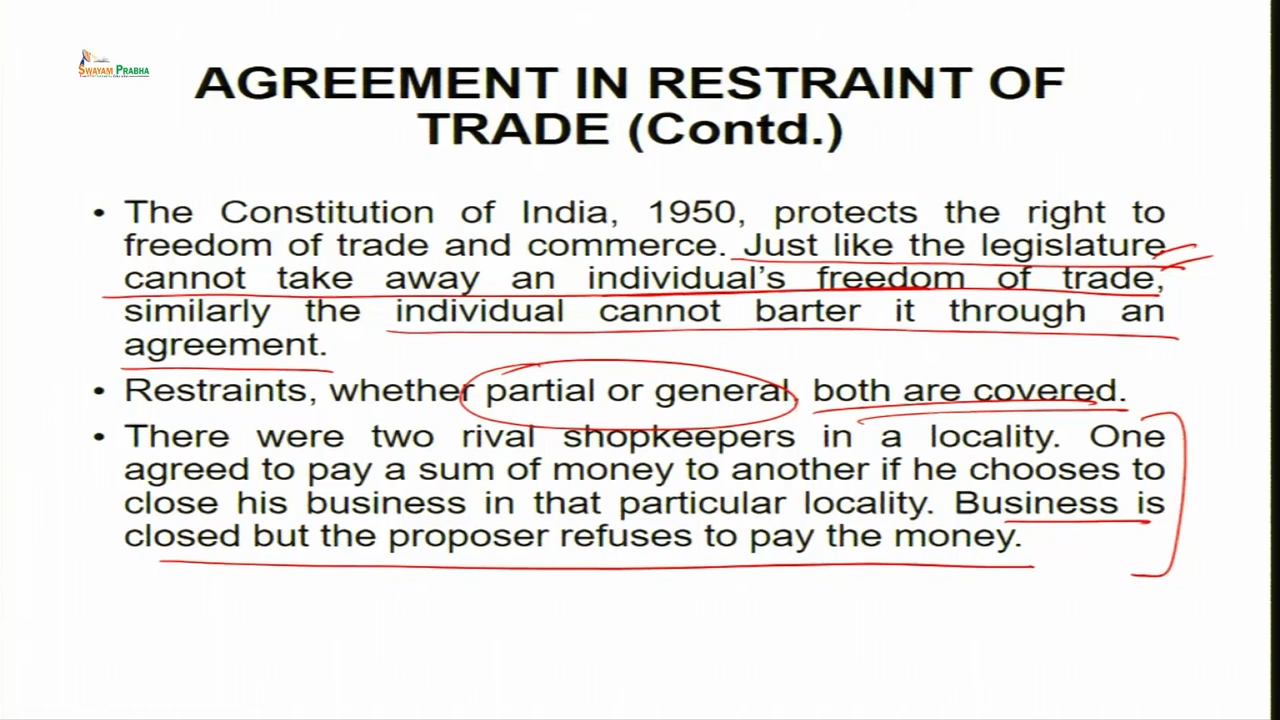 SWAYAM PRABHA
AGREEMENT IN RESTRAINT OF
TRADE (Contd.)
• The Constitution of India, 1950, protects the right to
freedom of trade and commerce. Just like the legislature
cannot take away an individual's freedom of trade,
similarly the individual cannot barter it through an
agreement.
• Restraints, whether partial or general, both are covered.
• There were two rival shopkeepers in a locality. One
agreed to pay a sum of money to another if he chooses to
close his business in that particular locality. Business is
closed but the proposer refuses to pay the money.